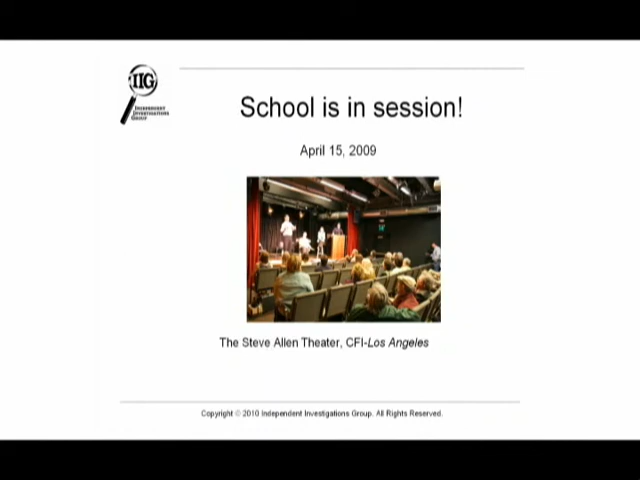 IIG
INDEPENDENT
INVESTIGATIONS
GROUP
School is in session!
April 15, 2009
The Steve Allen Theater, CFI-Los Angeles
Copyright © 2010 Independent Investigations Group. All Rights Reserved.